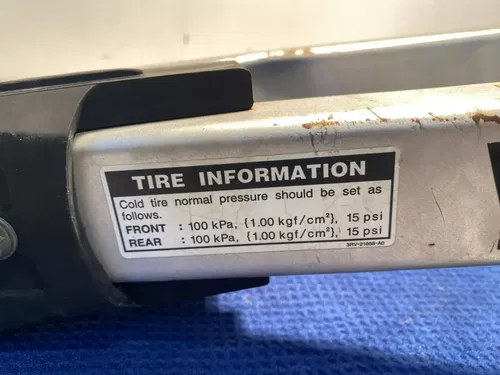 TIRE INFORMATION
Cold tire normal pressure should be set as
follows.
FRONT : 100 kPa, {1.00 kgf/cm², 15 psi
REAR : 100 kPa, {1.00 kgf/cm², 15 psi